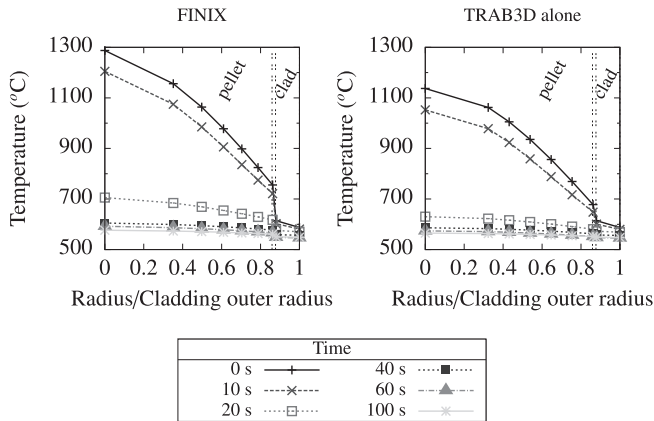 FINIX
TRAB3D alone
1300
1100
900
700
500
Temperature (°C)
pellet
clad
0 0.2 0.4 0.6 0.8 1
Radius/Cladding outer radius
1300
1100
900
700
500
Temperature (°C)
pellet
clad
0 0.2 0.4 0.6 0.8 1
Radius/Cladding outer radius
Time
0 s
40 s
10 s
60 s
20 s
100 s